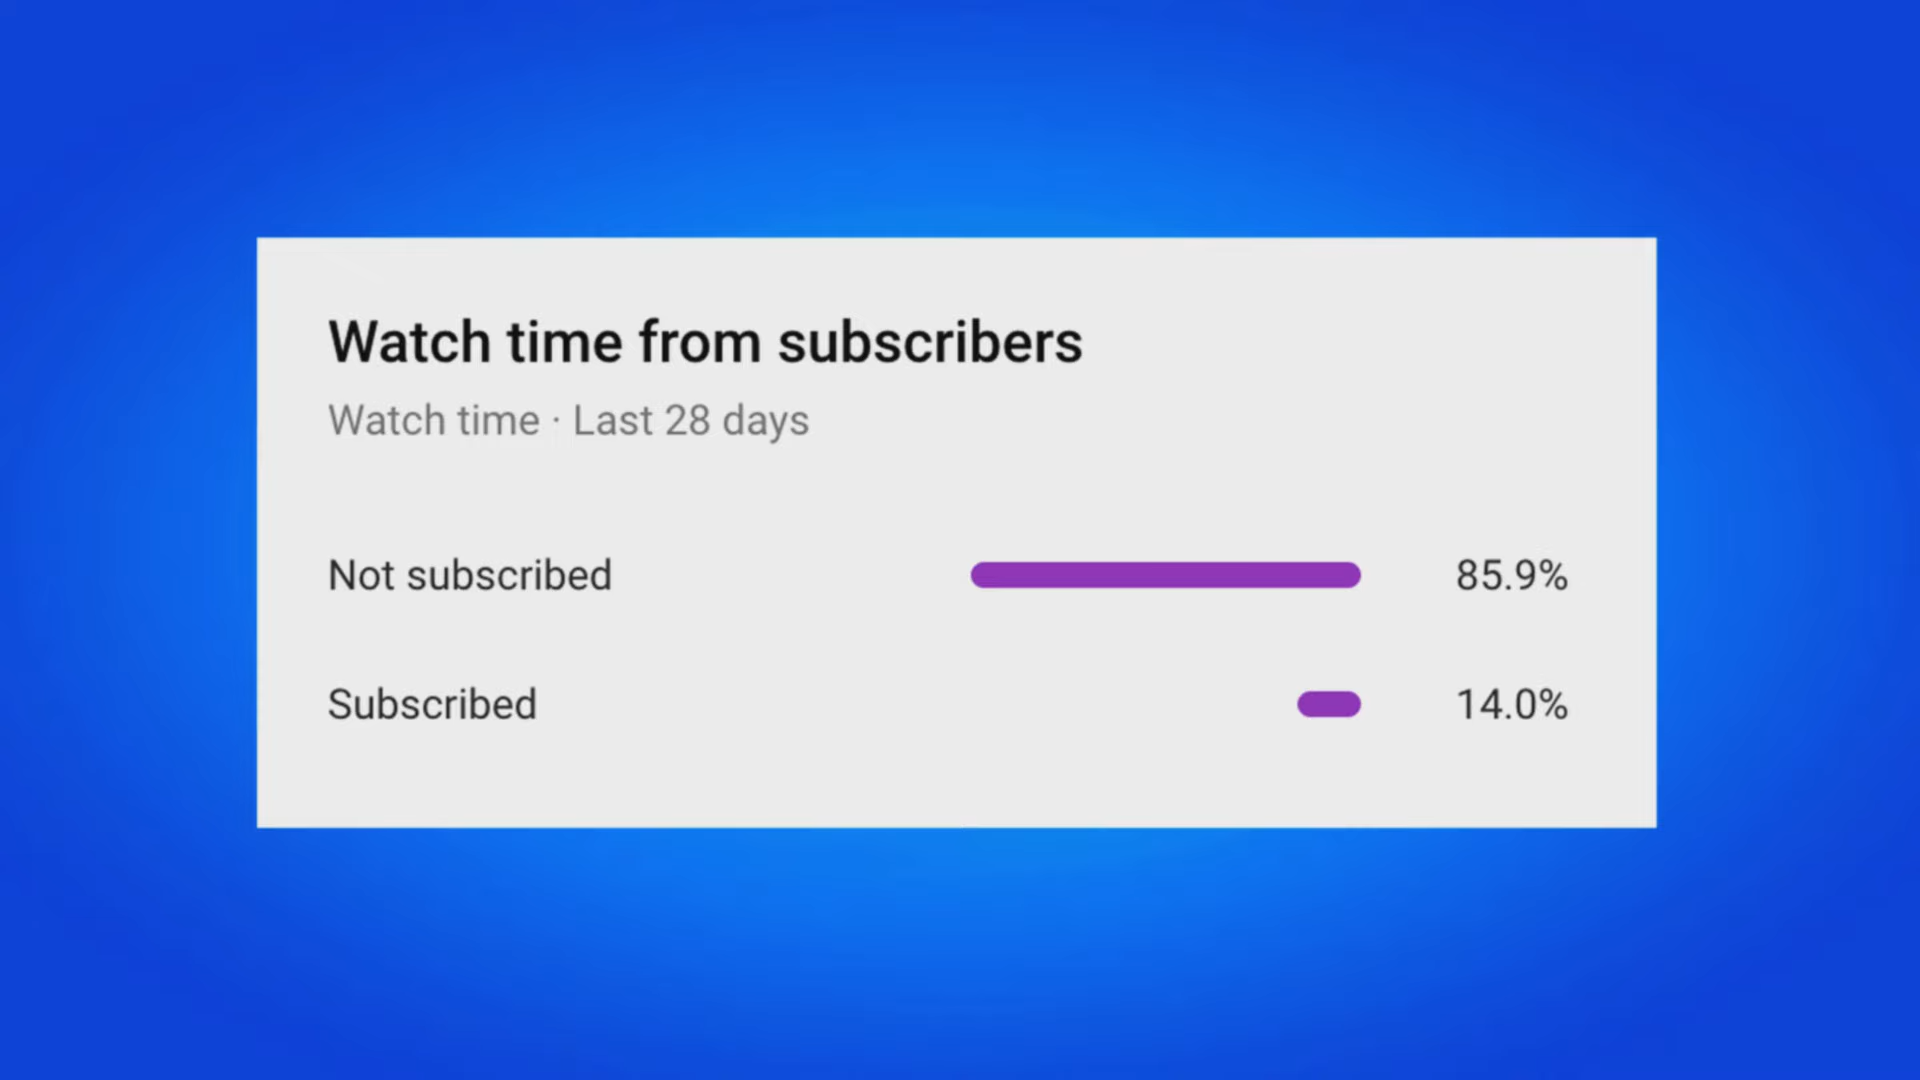 Watch time from subscribers
Watch time · Last 28 days
Not subscribed 85.9%
Subscribed 14.0%